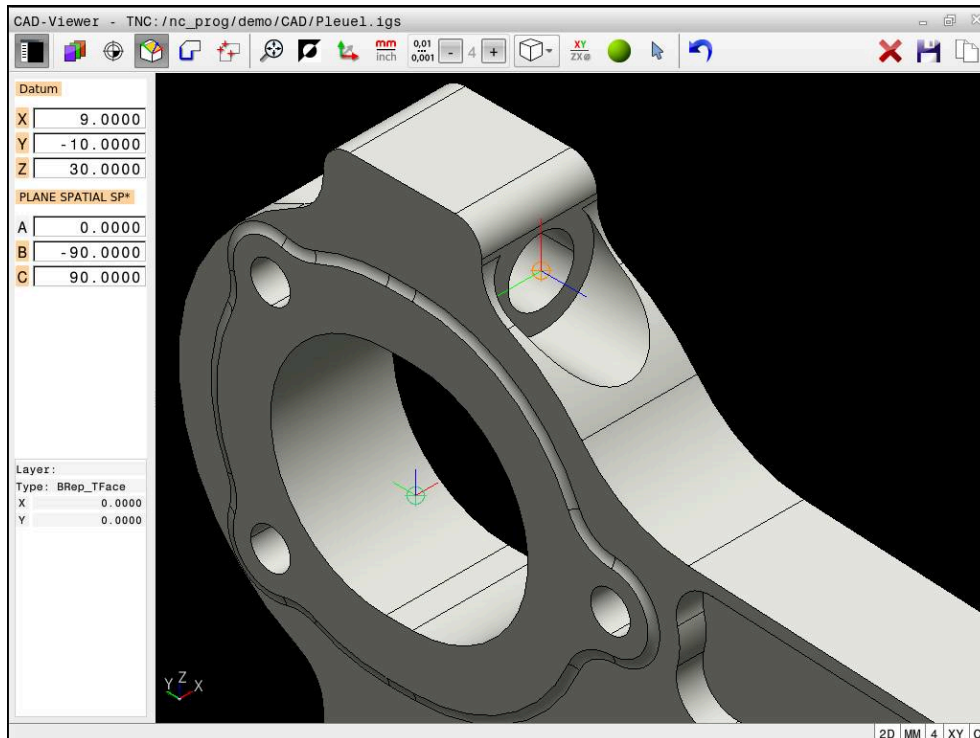 CAD-Viewer - TNC:/nc_prog/demo/CAD/Pleuel.igs
mm
inch
0,01
0,001
- 4 +
XY
ZX
Datum
X 9.0000
Y -10.0000
Z 30.0000
PLANE SPATIAL SP*
A 0.0000
B -90.0000
C 90.0000
Layer:
Type: BRep_TFace
X 0.0000
Y 0.0000
Y Z X
2D MM 4 XY